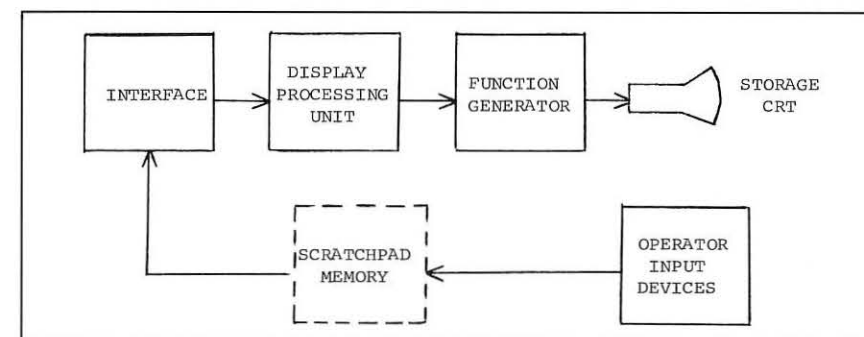 INTERFACE
DISPLAY
PROCESSING
UNIT
FUNCTION
GENERATOR
STORAGE
CRT
SCRATCHPAD
MEMORY
OPERATOR
INPUT
DEVICES